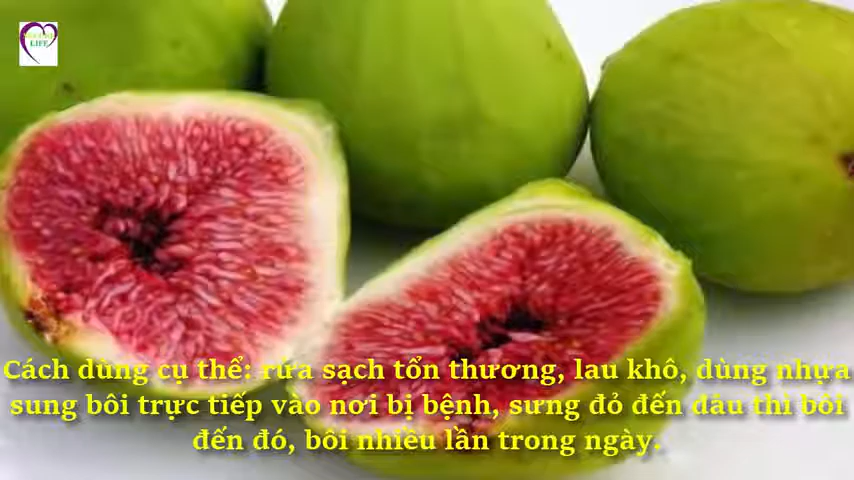 LIFE
Cách dùng cụ thể: rửa sạch tổn thương, lau khô, dùng nhựa
sung bôi trực tiếp vào nơi bị bệnh, sưng đỏ đến đâu thì bôi
đến đó, bôi nhiều lần trong ngày.